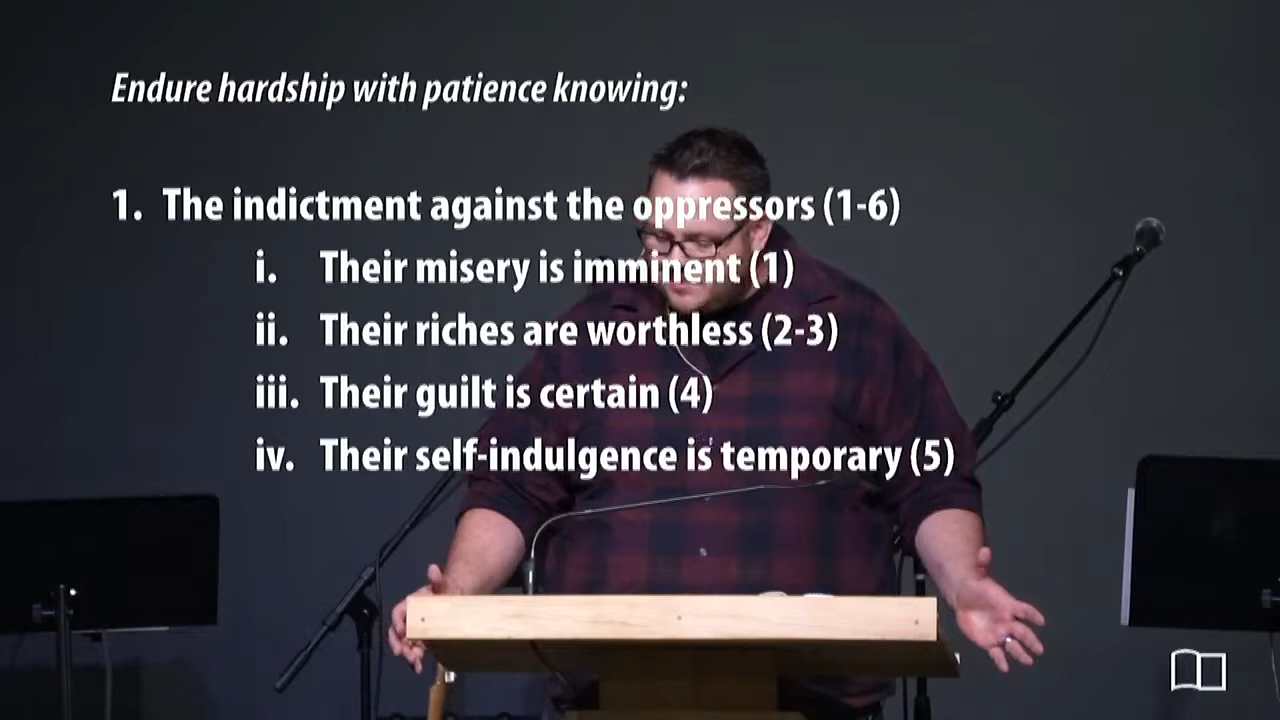 Endure hardship with patience knowing:
1. The indictment against the oppressors (1-6)
i. Their misery is imminent (1)
ii. Their riches are worthless (2-3)
iii. Their guilt is certain (4)
iv. Their self-indulgence is temporary (5)